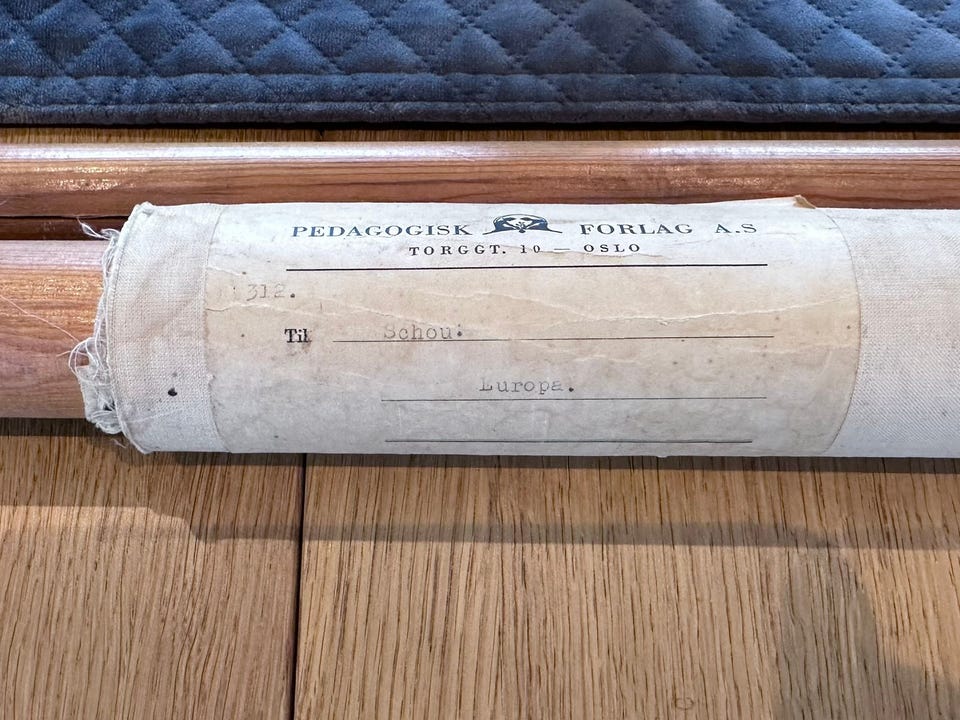 PEDAGOGISK FORLAG A.S
TORGGT. 10 — OSLO
312.
Til Schou:
Europa.